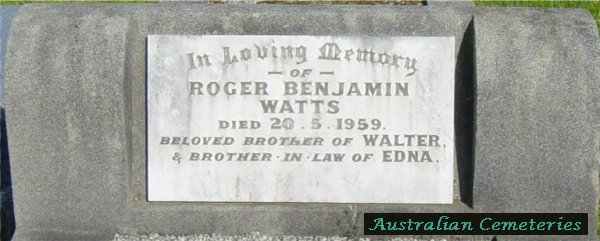 In Loving Memory
— OF —
ROGER BENJAMIN
WATTS
DIED 20.5.1959.
BELOVED BROTHER OF WALTER,
& BROTHER-IN-LAW OF EDNA.
Australian Cemeteries